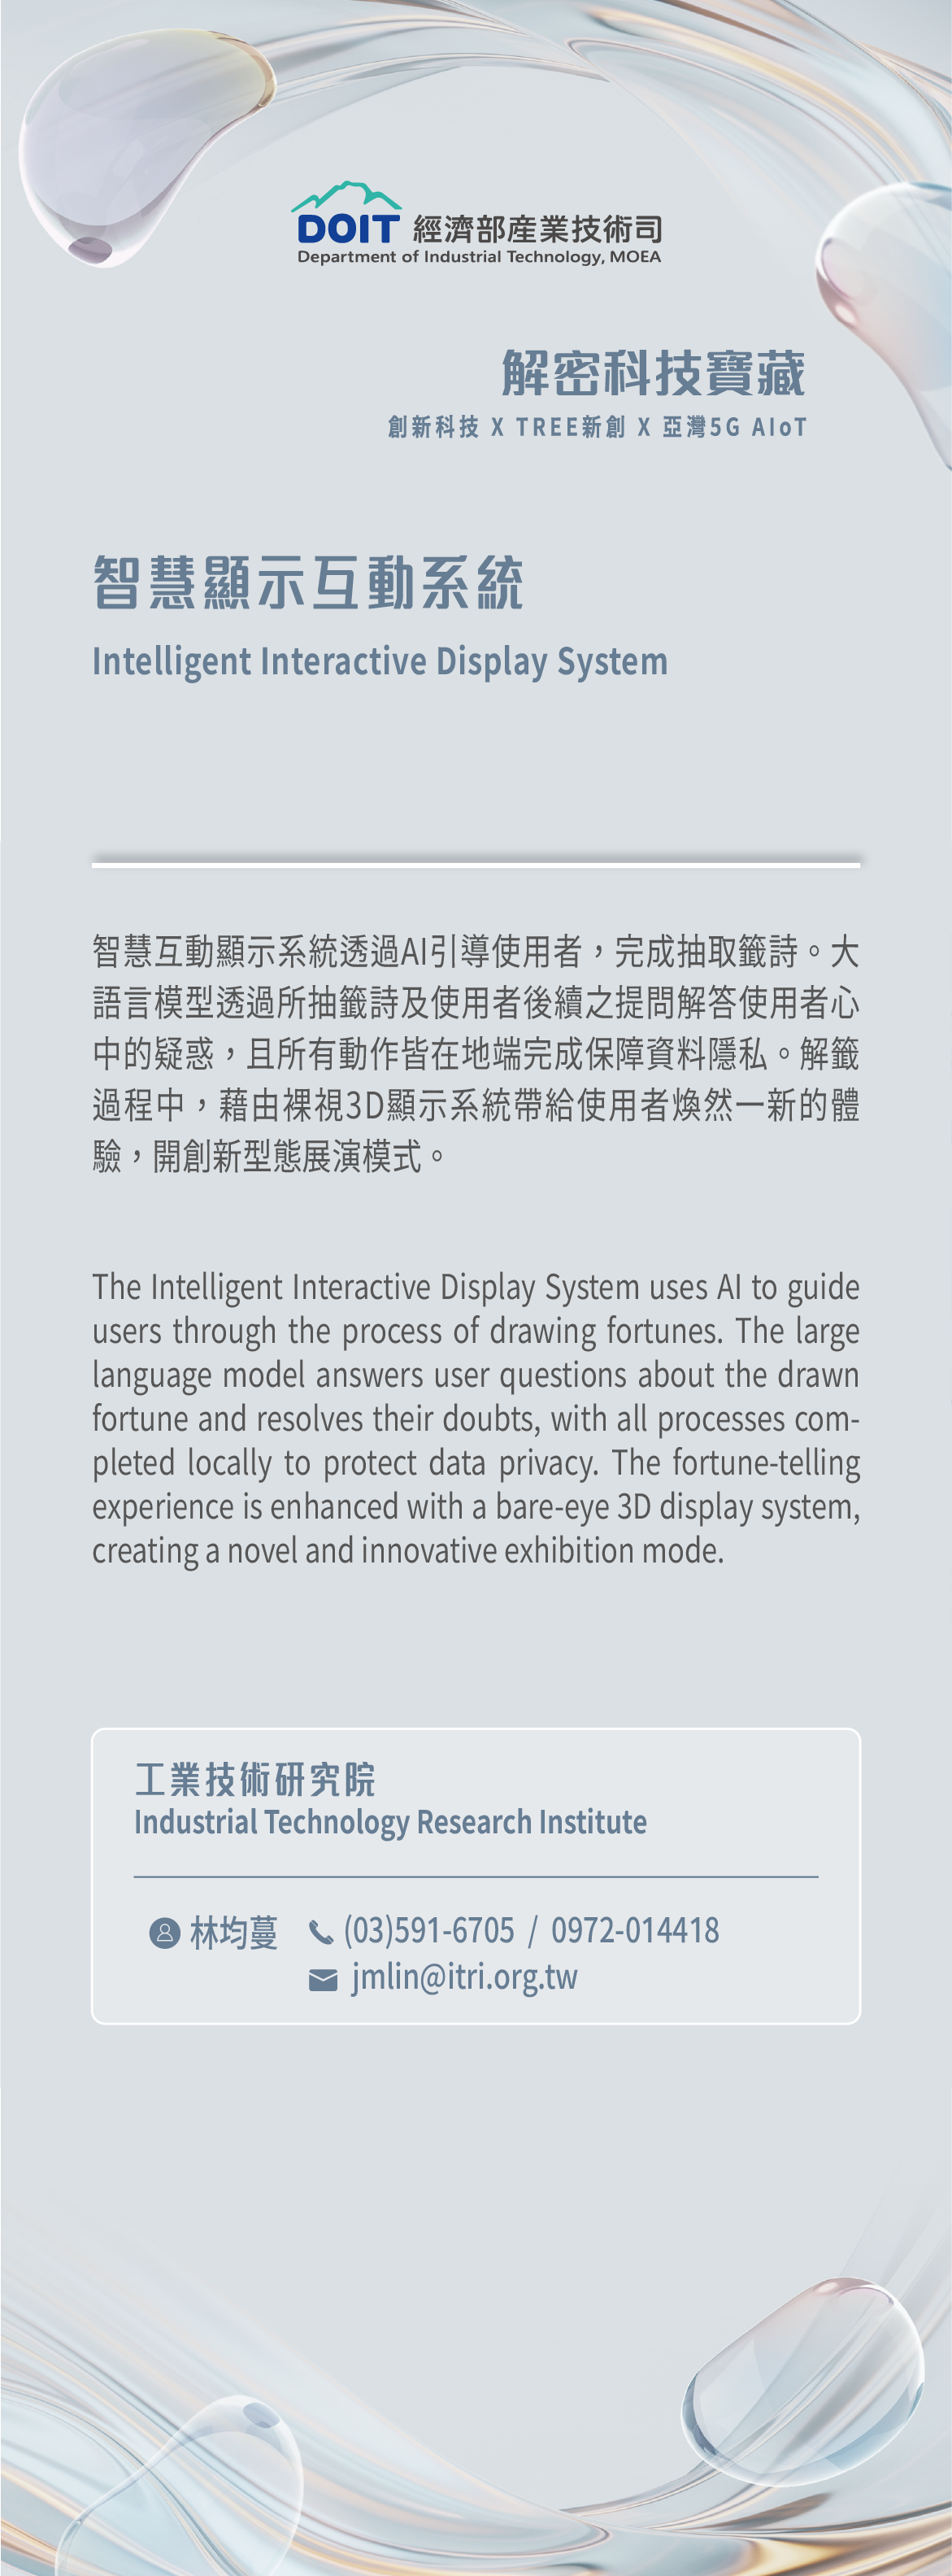 DOIT 經濟部產業技術司
Department of Industrial Technology, MOEA
解密科技寶藏
創新科技 X TREE新創 X 亞灣5G AIoT
智慧顯示互動系統
Intelligent Interactive Display System
智慧互動顯示系統透過AI引導使用者，完成抽取籤詩。大
語言模型透過所抽籤詩及使用者後續之提問解答使用者心
中的疑惑，且所有動作皆在地端完成保障資料隱私。解籤
過程中，藉由裸視3D顯示系統帶給使用者煥然一新的體
驗，開創新型態展演模式。
The Intelligent Interactive Display System uses AI to guide
users through the process of drawing fortunes. The large
language model answers user questions about the drawn
fortune and resolves their doubts, with all processes com-
pleted locally to protect data privacy. The fortune-telling
experience is enhanced with a bare-eye 3D display system,
creating a novel and innovative exhibition mode.
工業技術研究院
Industrial Technology Research Institute
林均蔓 (03)591-6705 / 0972-014418
jmlin@itri.org.tw